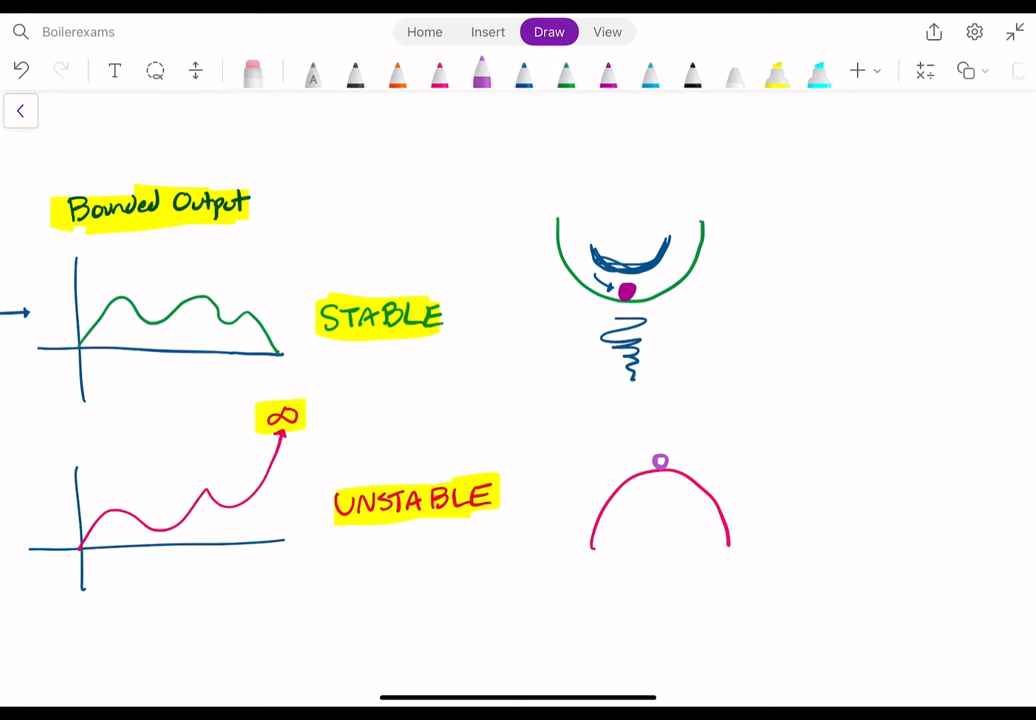 Boilerexams
Home
Insert
Draw
View
T
A
Bounded Output
STABLE
∞
UNSTABLE